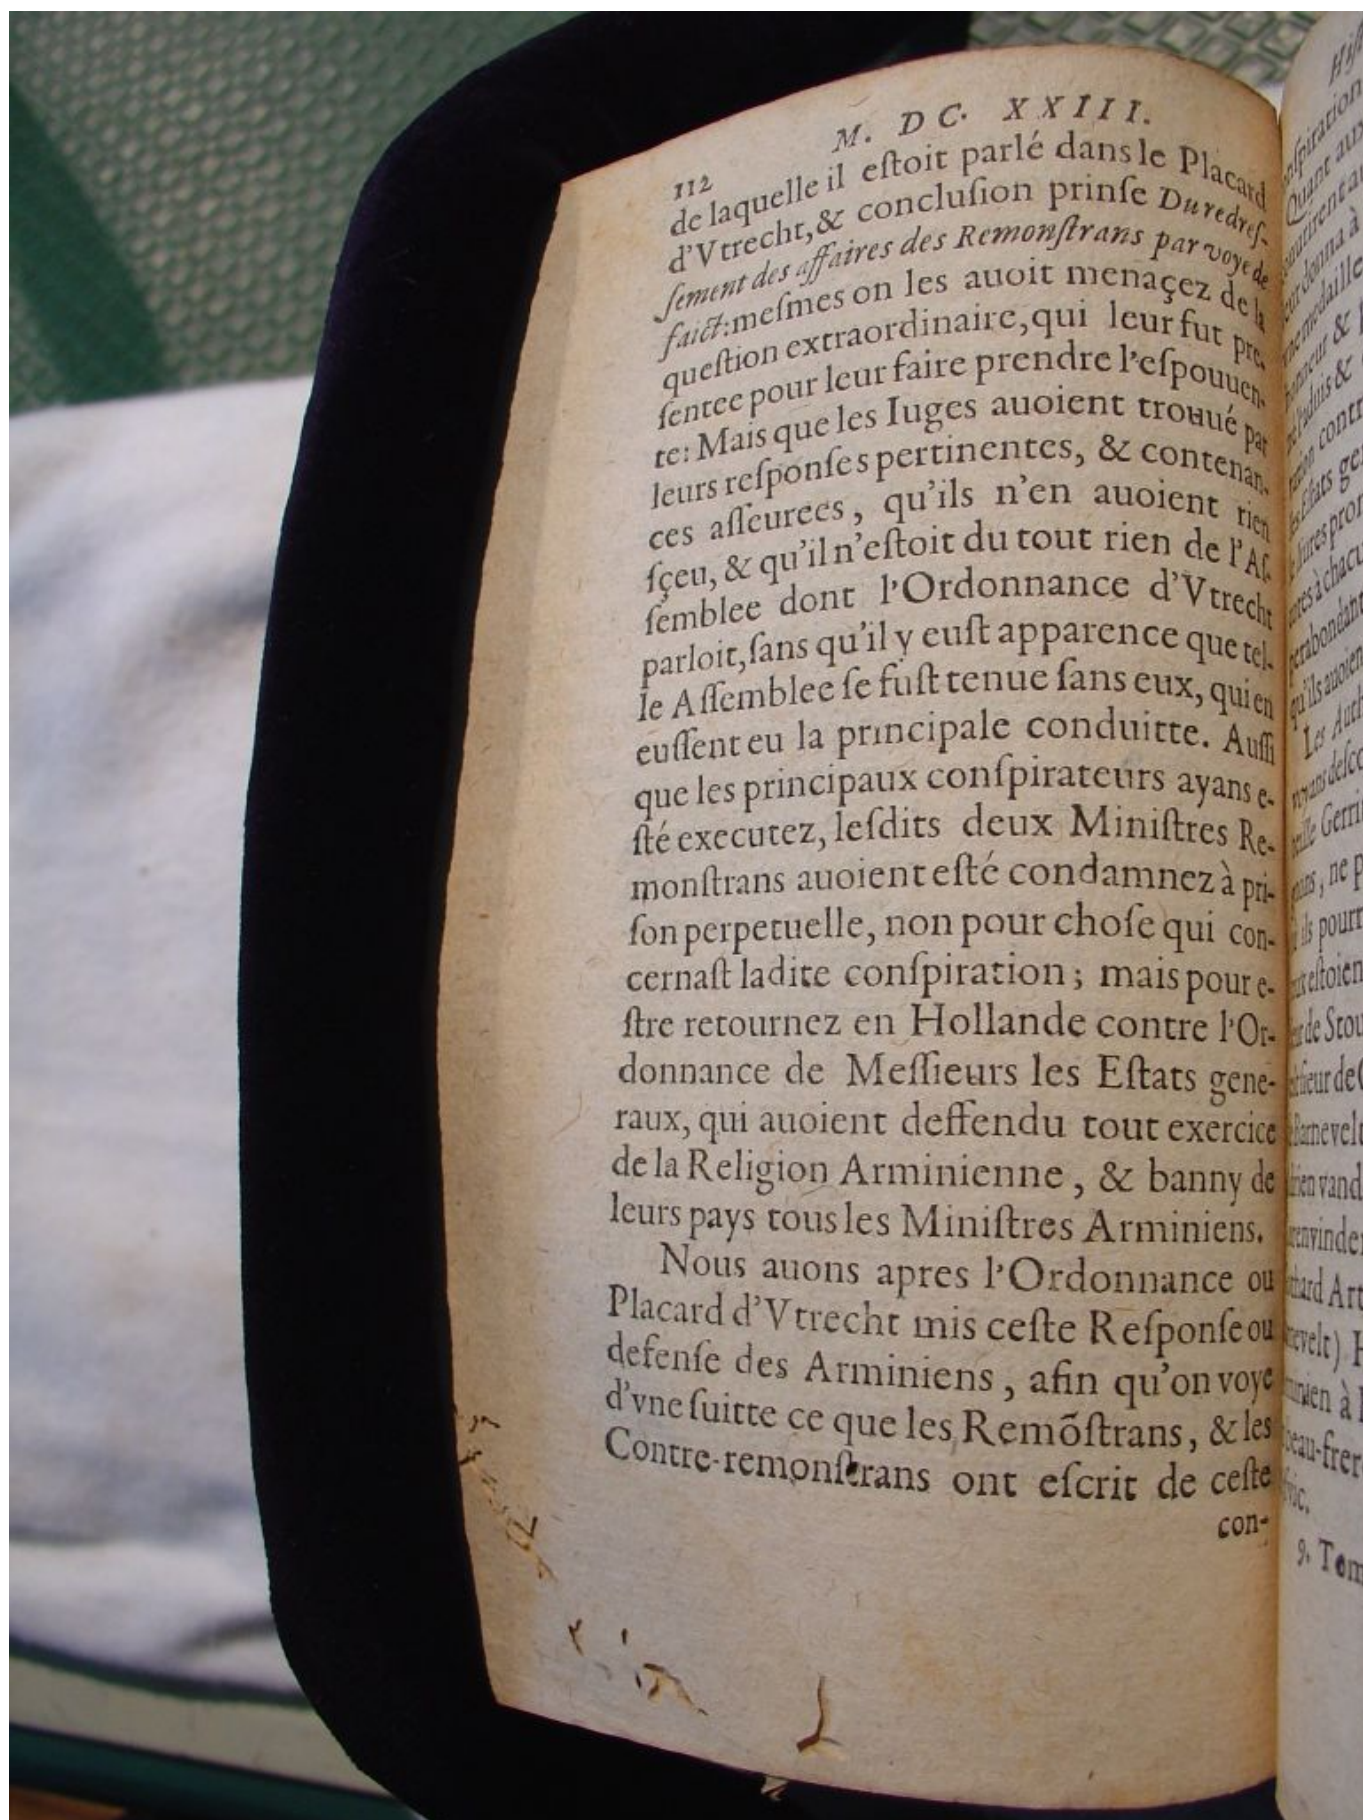 M. DC. XXIII.
112
de laquelle il eſtoit parlé dans le Placard
d'Vtrecht, & concluſion prinſe Du redreſ-
ſement des affaires des Remonſtrans par voye de
faict: meſmes on les auoit menaçez de la
queſtion extraordinaire, qui leur fut pre-
ſentee pour leur faire prendre l'eſpouuen-
te: Mais que les Iuges auoient trouué par
leurs reſponſes pertinentes, & contenan-
ces aſſeurees, qu'ils n'en auoient rien
ſçeu, & qu'il n'eſtoit du tout rien de l'Aſ-
ſemblee dont l'Ordonnance d'Vtrecht
parloit, ſans qu'il y euſt apparence que tel-
le Aſſemblee ſe fuſt tenue ſans eux, qui en
euſſent eu la principale conduitte. Auſſi
que les principaux conſpirateurs ayans e-
ſté executez, leſdits deux Miniſtres Re-
monſtrans auoient eſté condamnez à pri-
ſon perpetuelle, non pour choſe qui con-
cernaſt ladite conſpiration; mais pour e-
ſtre retournez en Hollande contre l'Or-
donnance de Meſſieurs les Eſtats gene-
raux, qui auoient deffendu tout exercice
de la Religion Arminienne, & banny de
leurs pays tous les Miniſtres Arminiens.
Nous auons apres l'Ordonnance ou
Placard d'Vtrecht mis ceſte Reſponſe ou
defenſe des Arminiens, afin qu'on voye
d'vne ſuitte ce que les Remõſtrans, & les
Contre-remonſtrans ont eſcrit de ceſte
con-